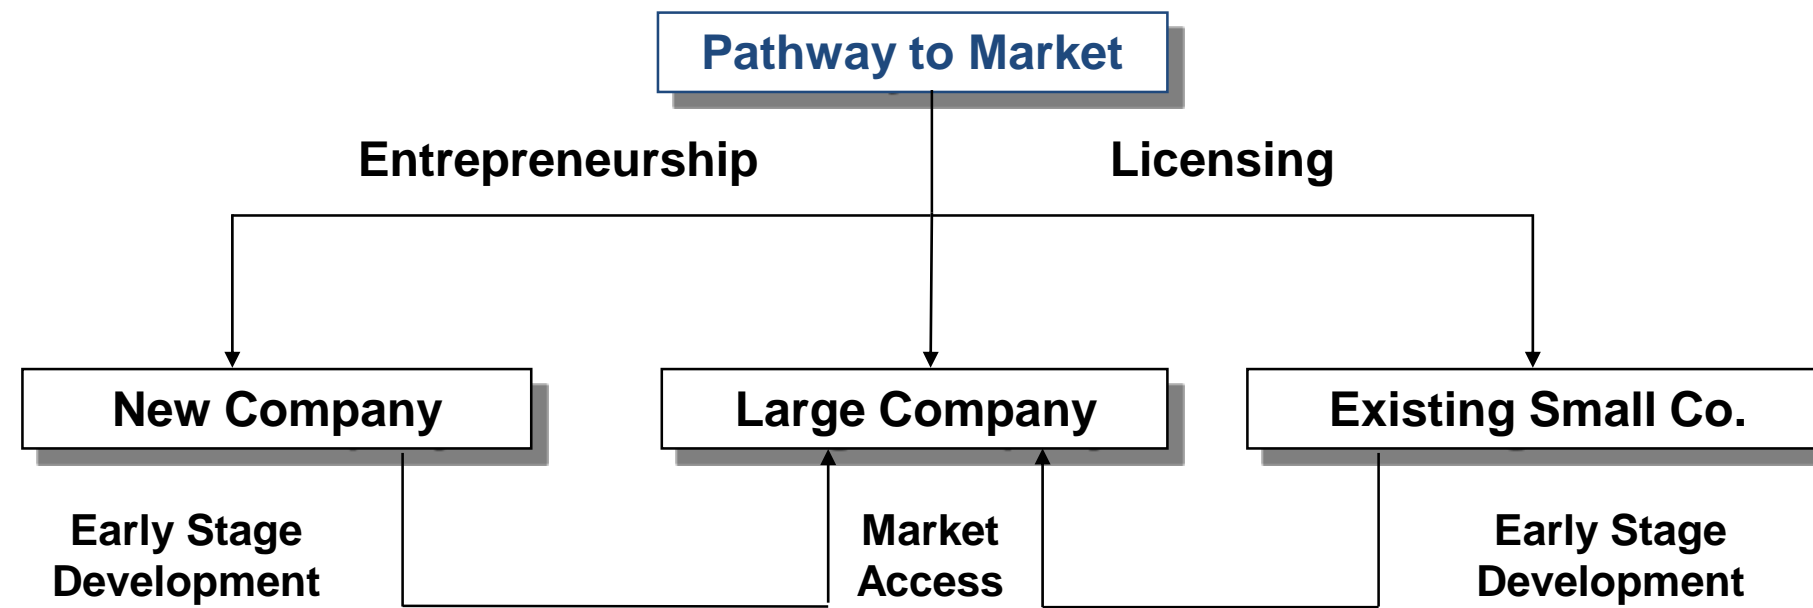 Pathway to Market
Entrepreneurship
Licensing
New Company
Large Company
Existing Small Co.
Early Stage
Development
Market
Access
Early Stage
Development